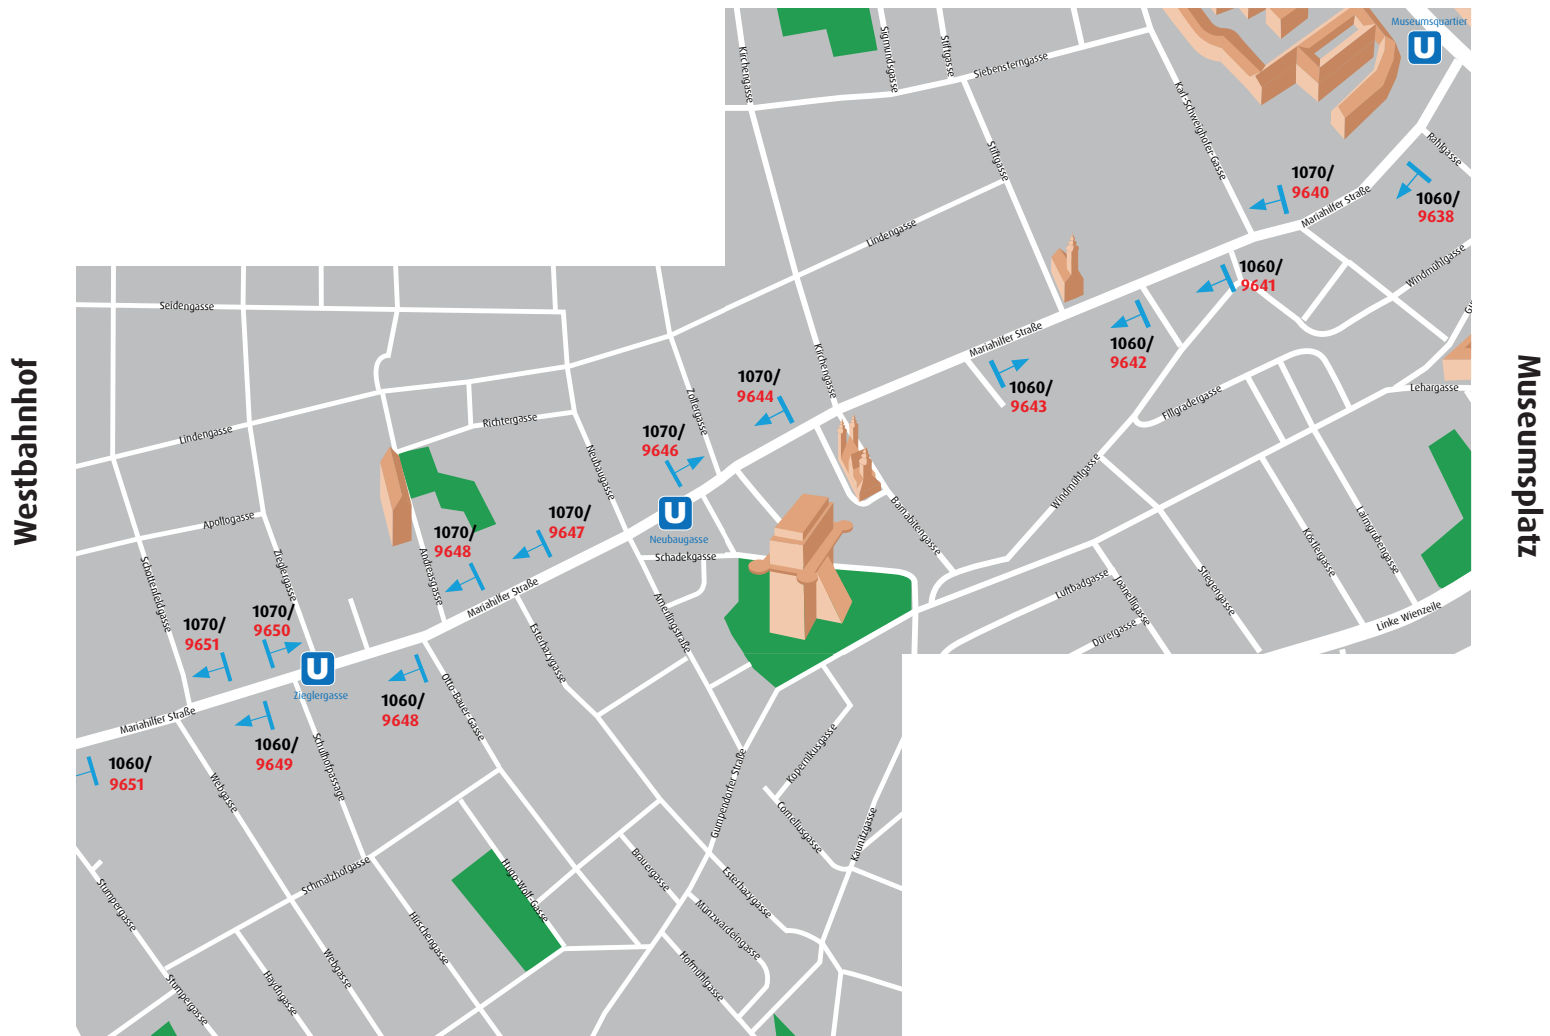 Museumsquartier
U
Kirchengasse
Sigmundsgasse
Stiftgasse
Siebensterngasse
Karl-Schweighofer-Gasse
Rahlgasse
Stiftgasse
1070/
9640
1060/
9638
Mariahilfer Straße
Lindengasse
Windmühlgasse
1060/
9641
Seidengasse
Mariahilfer Straße
1060/
9642
Kirchengasse
Westbahnhof
Museumsplatz
1070/
9644
1060/
9643
Zollergasse
Fillgradergasse
Lehargasse
Richtergasse
Lindengasse
1070/
9646
Neubaugasse
Windmühlgasse
U
Neubaugasse
Barnabitengasse
Apollogasse
1070/
9647
1070/
9648
Laimgrubengasse
Köstlergasse
Schadekgasse
Schottenfeldgasse
Zieglergasse
Andreasgasse
Mariahilfer Straße
Luftbadgasse
Joanelligasse
Stiegengasse
Amerlingstraße
Dürergasse
Linke Wienzeile
1070/
9650
1070/
9651
Esterhazygasse
U
Zieglergasse
1060/
9648
Otto-Bauer-Gasse
Mariahilfer Straße
1060/
9649
Schulhofpassage
1060/
9651
Webgasse
Kopernikusgasse
Gumpendorfer Straße
Corneliusgasse
Kaunitzgasse
Schmalzhofgasse
Hugo-Wolf-Gasse
Brauergasse
Esterhazygasse
Stumpergasse
Hirschengasse
Münzwardeingasse
Webgasse
Hofmühlgasse
Haydngasse
Stumpergasse